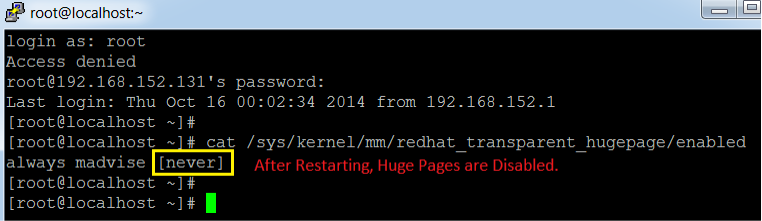 root@localhost:~
login as: root
Access denied
root@192.168.152.131's password:
Last login: Thu Oct 16 00:02:34 2014 from 192.168.152.1
[root@localhost ~]#
[root@localhost ~]# cat /sys/kernel/mm/redhat_transparent_hugepage/enabled
always madvise [never] After Restarting, Huge Pages are Disabled.
[root@localhost ~]#
[root@localhost ~]#